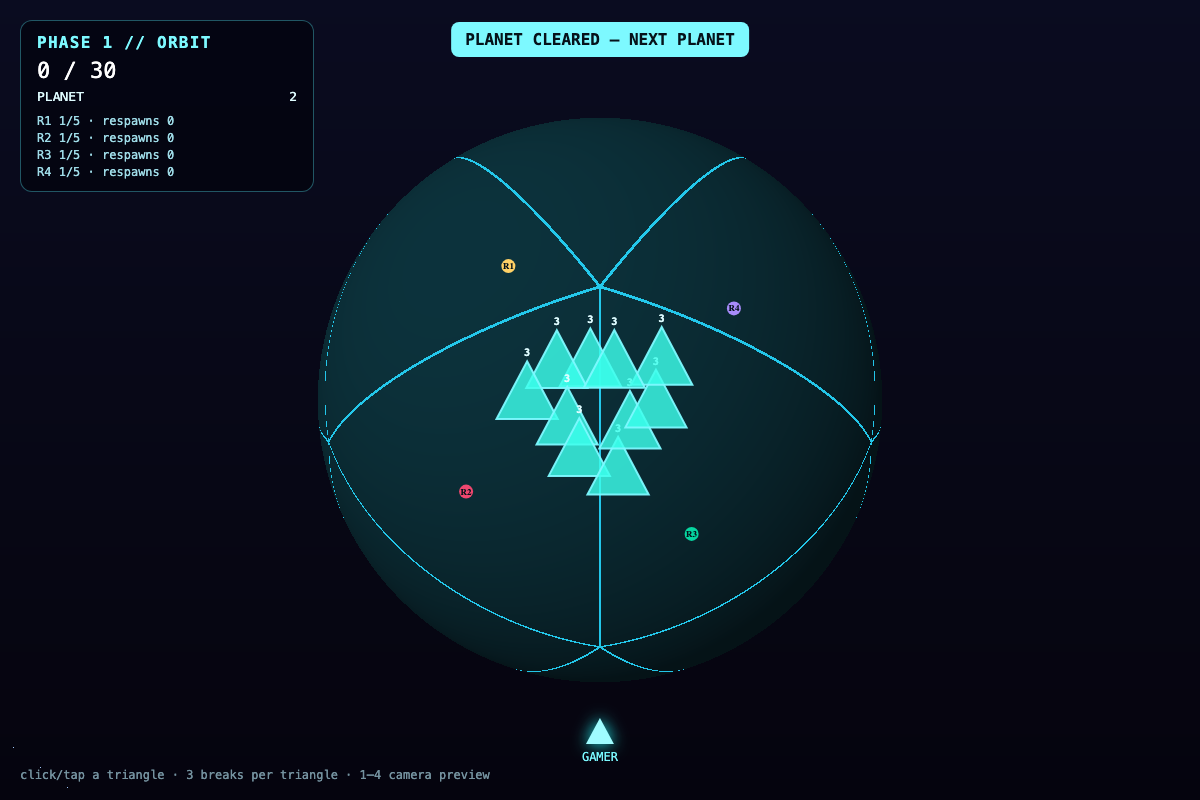 PHASE 1 // ORBIT
0 / 30
PLANET 2
R1 1/5 · respawns 0
R2 1/5 · respawns 0
R3 1/5 · respawns 0
R4 1/5 · respawns 0
PLANET CLEARED — NEXT PLANET
R1
R4
3 3 3 3
3 3
3 3
3
3
R2
R3
GAMER
click/tap a triangle · 3 breaks per triangle · 1–4 camera preview